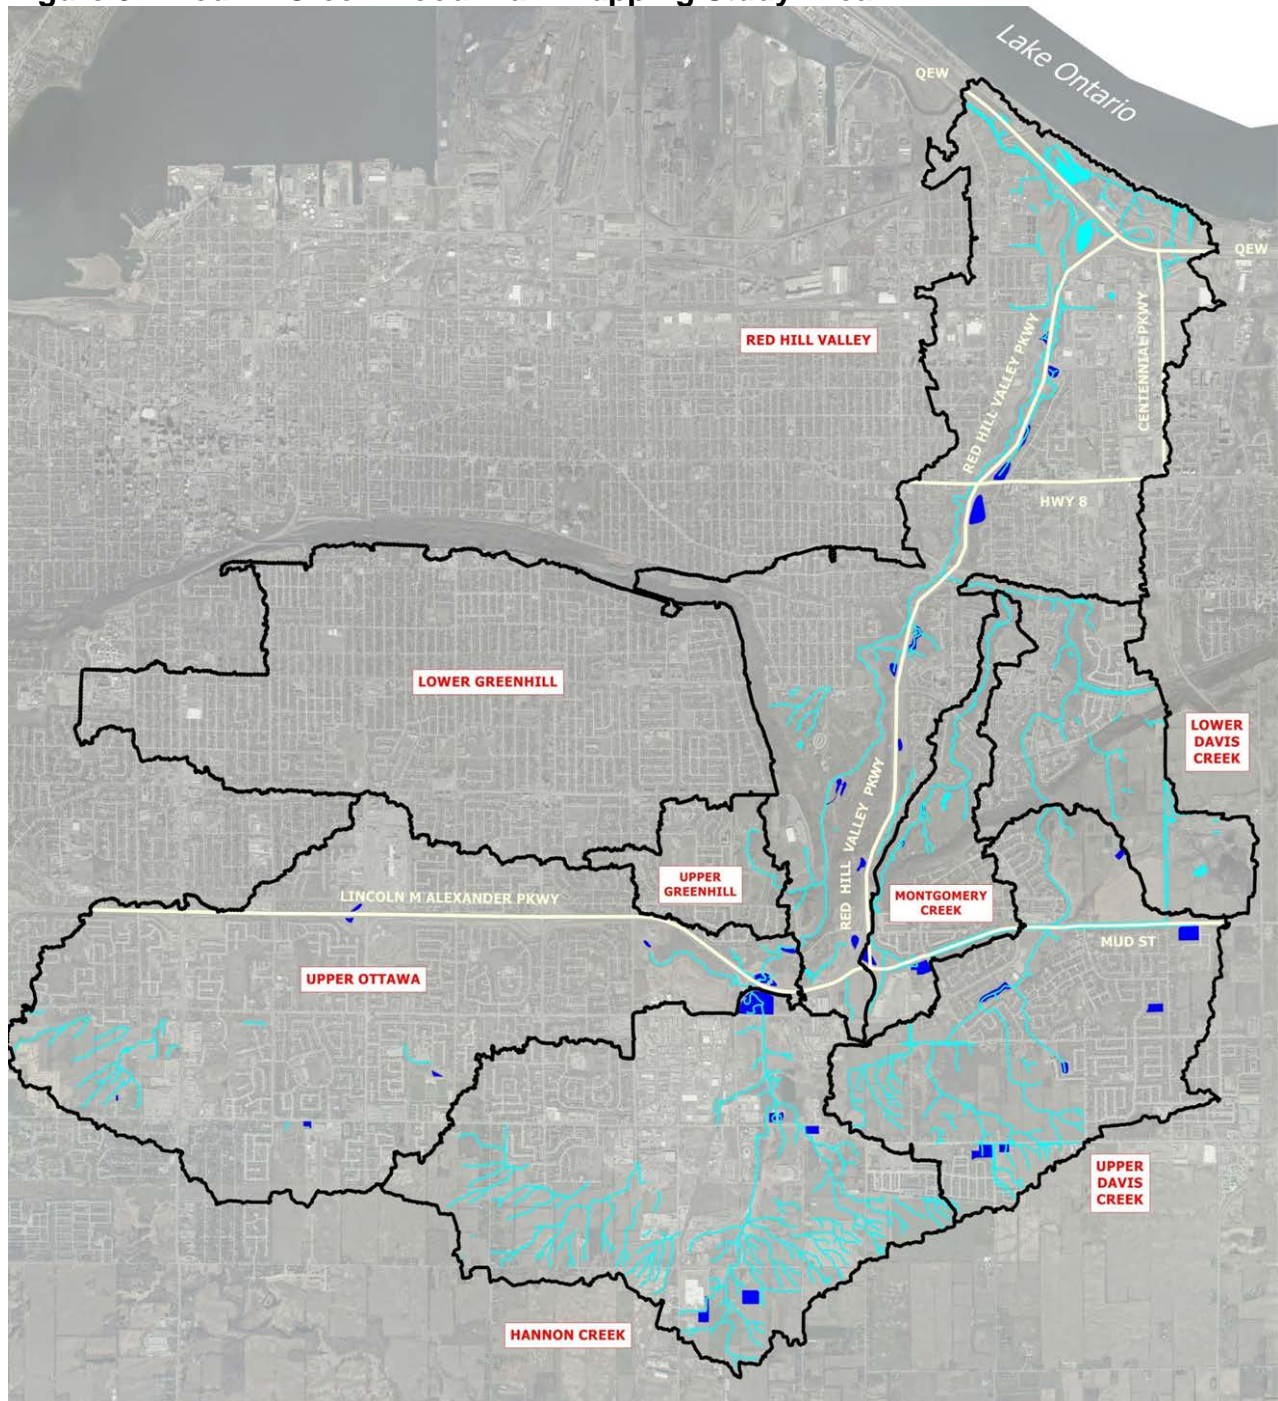 Lake Ontario
QEW
QEW
RED HILL VALLEY
RED HILL VALLEY PKWY
CENTENNIAL PKWY
HWY 8
LOWER GREENHILL
LOWER
DAVIS
CREEK
RED HILL VALLEY PKWY
UPPER
GREENHILL
MONTGOMERY
CREEK
LINCOLN M ALEXANDER PKWY
MUD ST
UPPER OTTAWA
UPPER
DAVIS
CREEK
HANNON CREEK